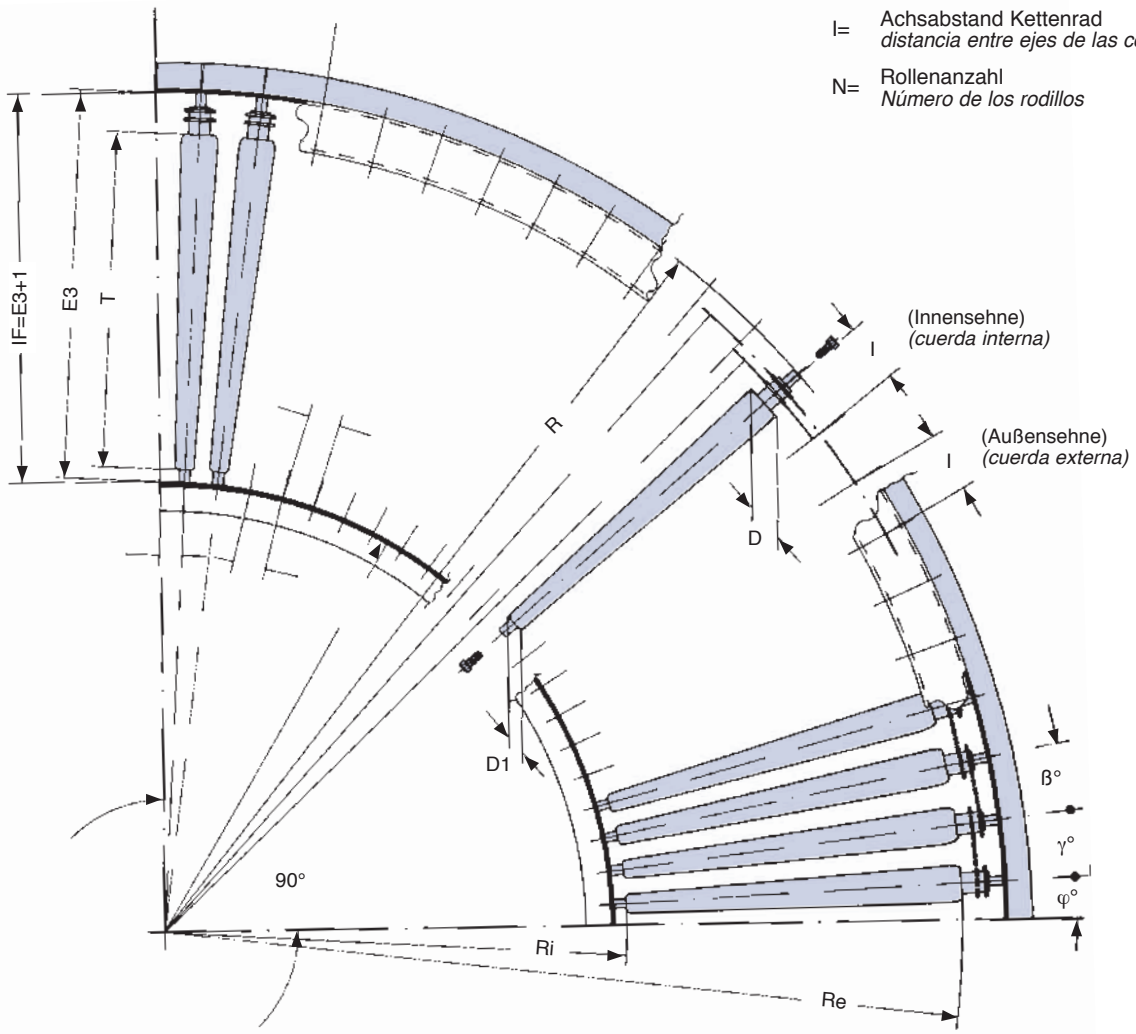 I= Achsabstand Kettenrad
distancia entre ejes de las
N= Rollenanzahl
Número de los rodillos
IF=E3+1
E3
T
R
(Innensehne)
I
(cuerda interna)
(Außensehne)
I
(cuerda externa)
D
D1
ß°
γ°
φ°
90°
Ri
Re